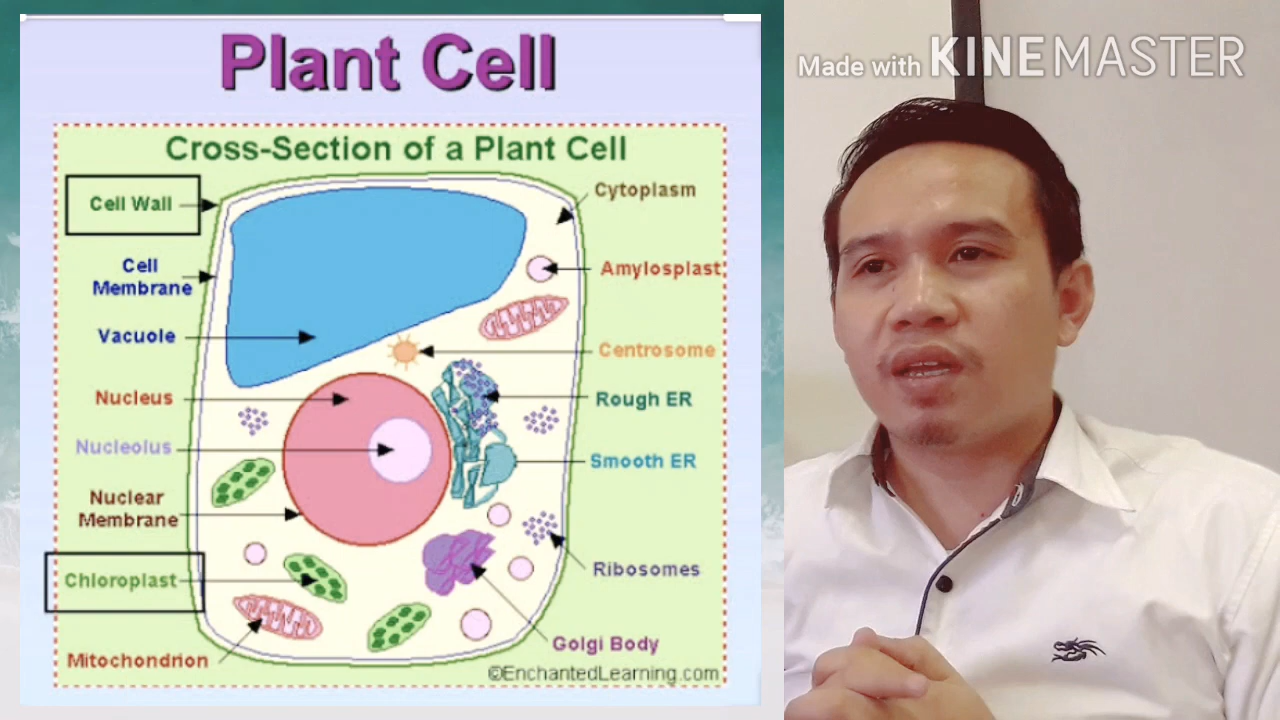 Plant Cell
Made with KINEMASTER
Cross-Section of a Plant Cell
Cell Wall
Cytoplasm
Cell
Membrane
Amylosplast
Vacuole
Centrosome
Nucleus
Rough ER
Nucleolus
Smooth ER
Nuclear
Membrane
Chloroplast
Ribosomes
Mitochondrion
Golgi Body
©EnchantedLearning.com